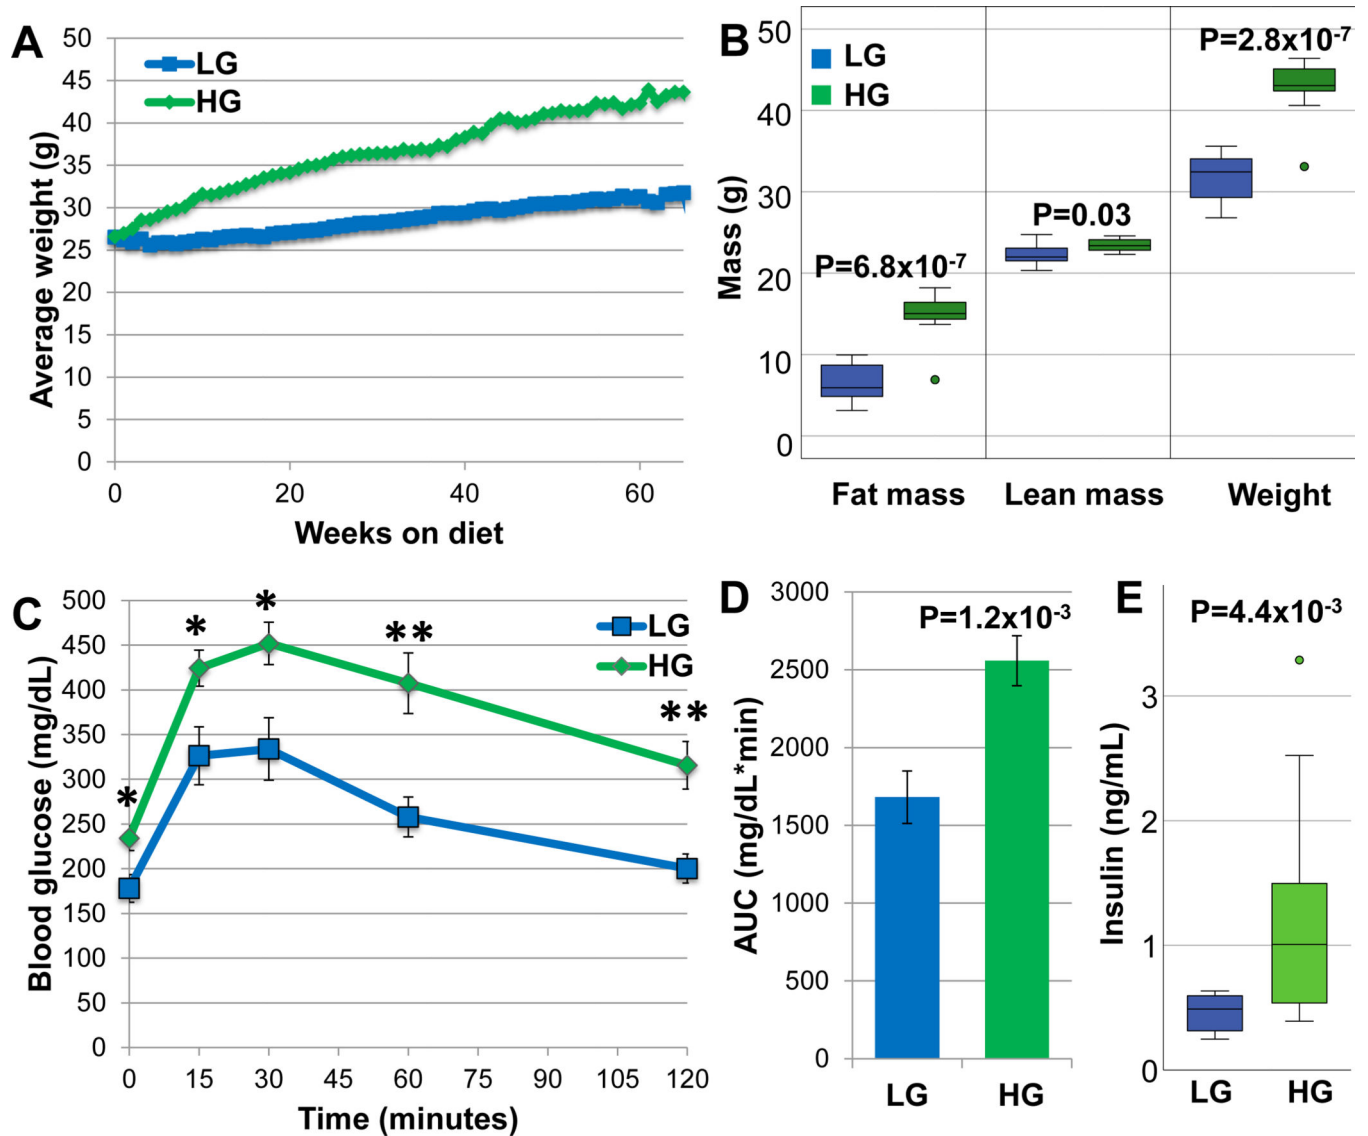 A
50
45
40
35
30
25
20
15
10
5
0
LG
HG
Average weight (g)
0 20 40 60
Weeks on diet
B
50
40
30
20
10
0
LG
HG
Mass (g)
P=6.8x10-7
P=0.03
P=2.8x10-7
Fat mass Lean mass Weight
C
500
450
400
350
300
250
200
150
100
50
0
LG
HG
Blood glucose (mg/dL)
*
*
*
**
**
0 15 30 45 60 75 90 105 120
Time (minutes)
D
3000
2500
2000
1500
1000
500
0
P=1.2x10-3
AUC (mg/dL*min)
LG HG
E
P=4.4x10-3
3
2
1
0
Insulin (ng/mL)
LG HG